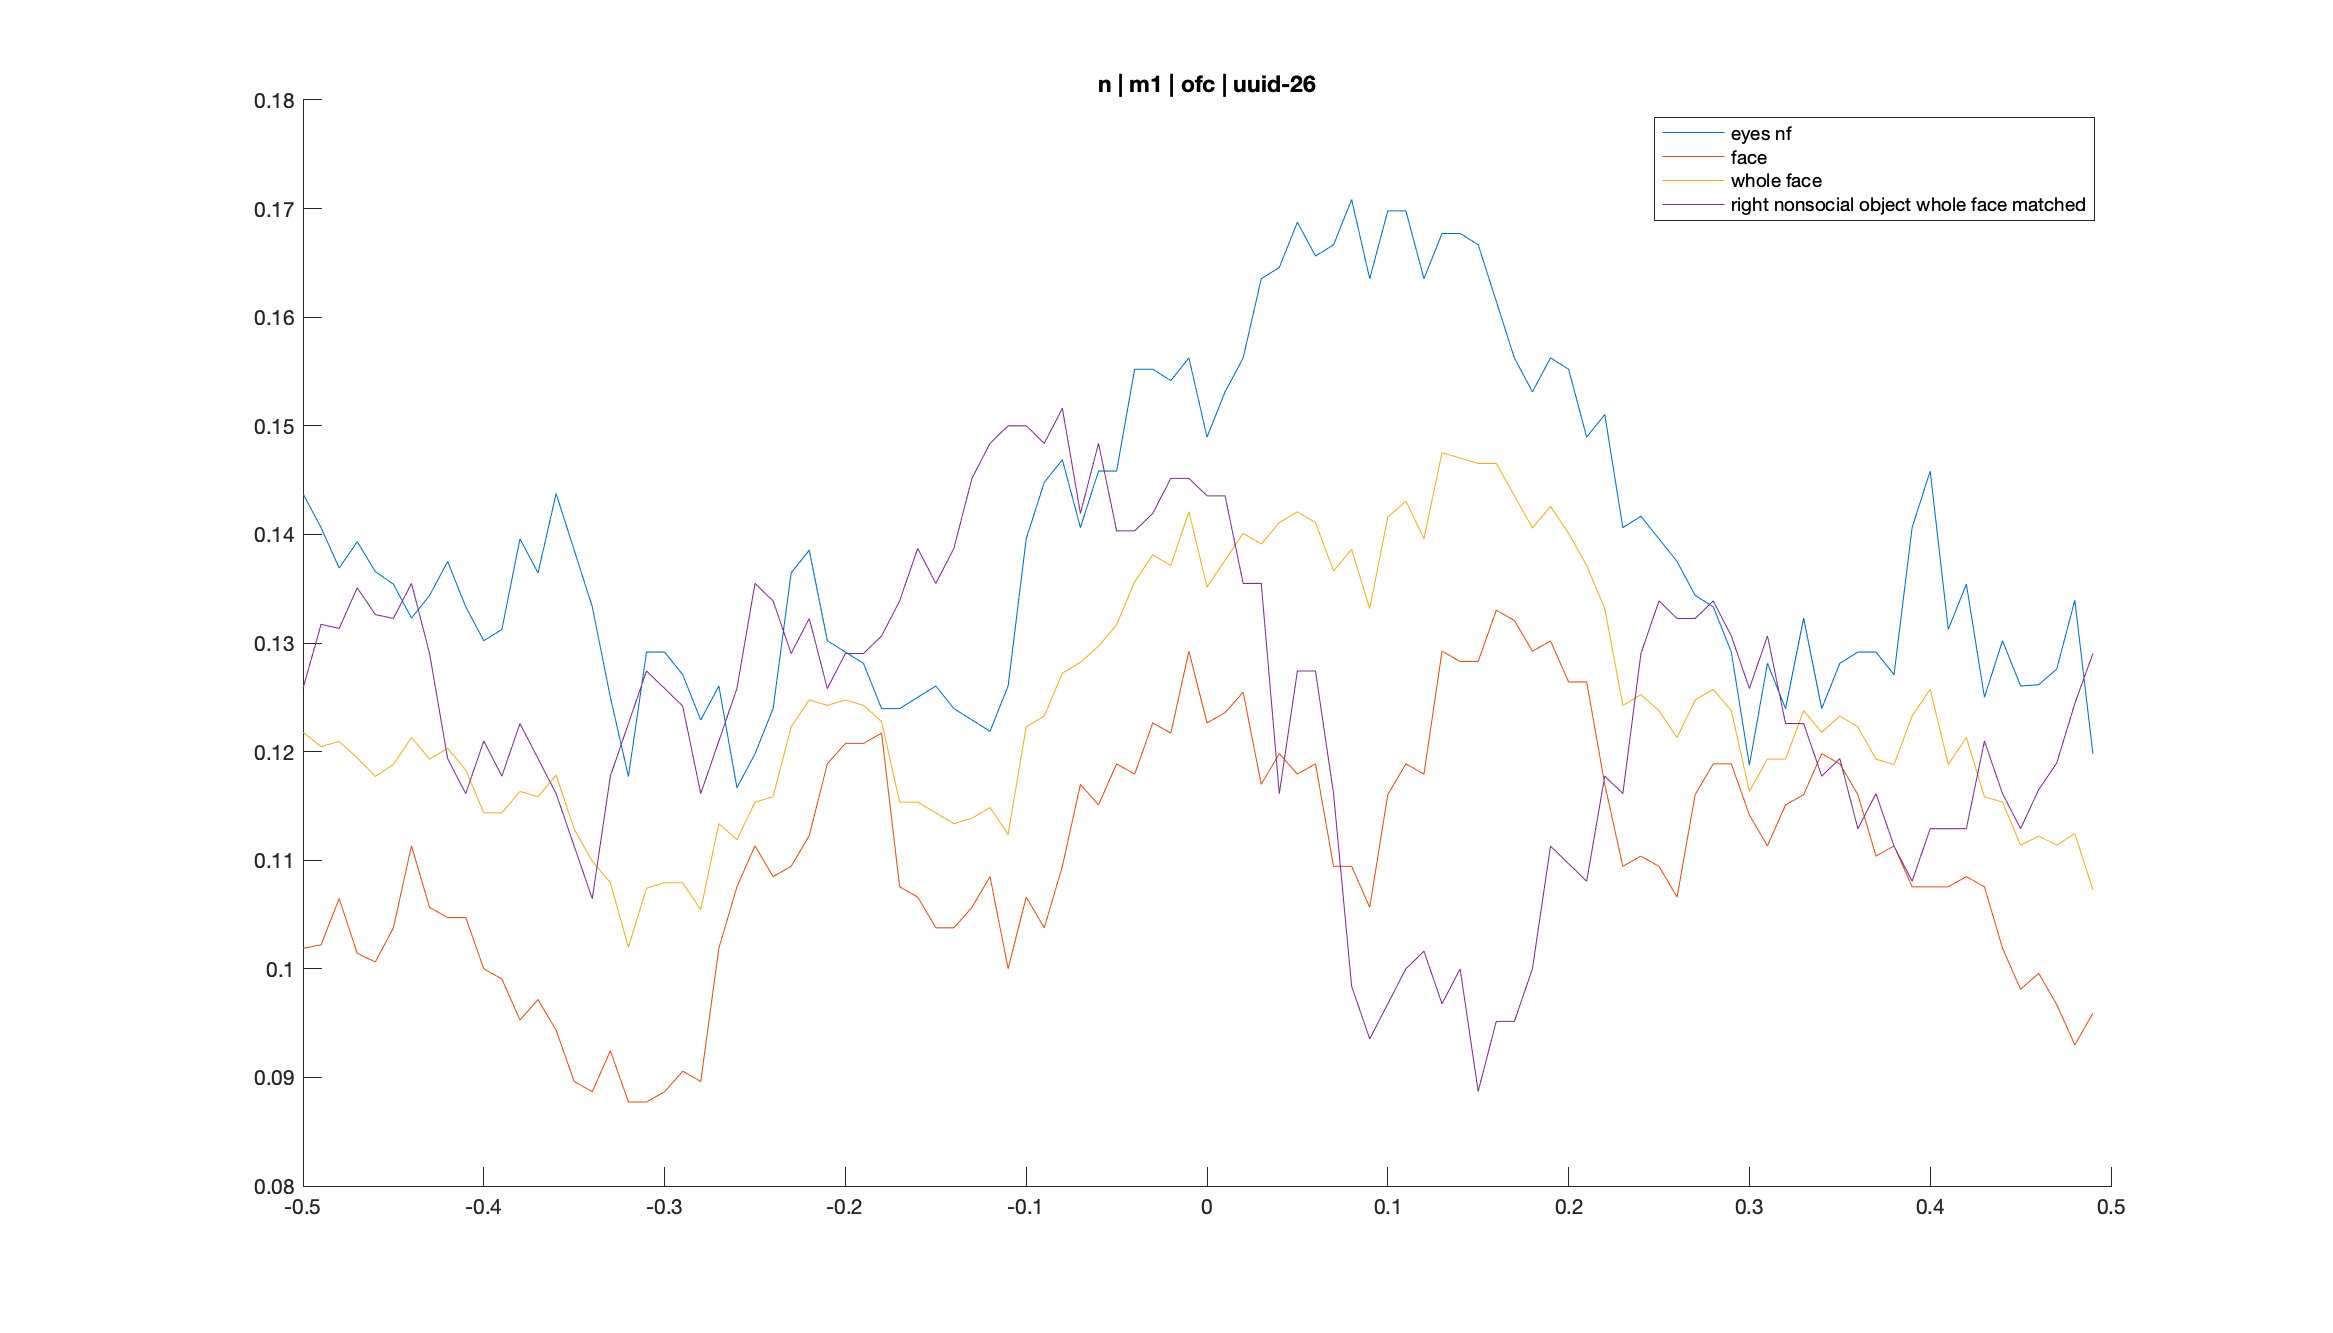 n | m1 | ofc | uuid-26
eyes nf
face
whole face
right nonsocial object whole face matched
0.18
0.17
0.16
0.15
0.14
0.13
0.12
0.11
0.1
0.09
0.08
-0.5 -0.4 -0.3 -0.2 -0.1 0 0.1 0.2 0.3 0.4 0.5